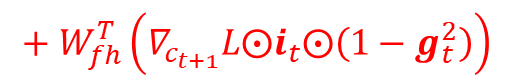 + W_{fh}^{T} (∇_{c_{t+1}} L⊙i_t⊙(1 − g_t^2))